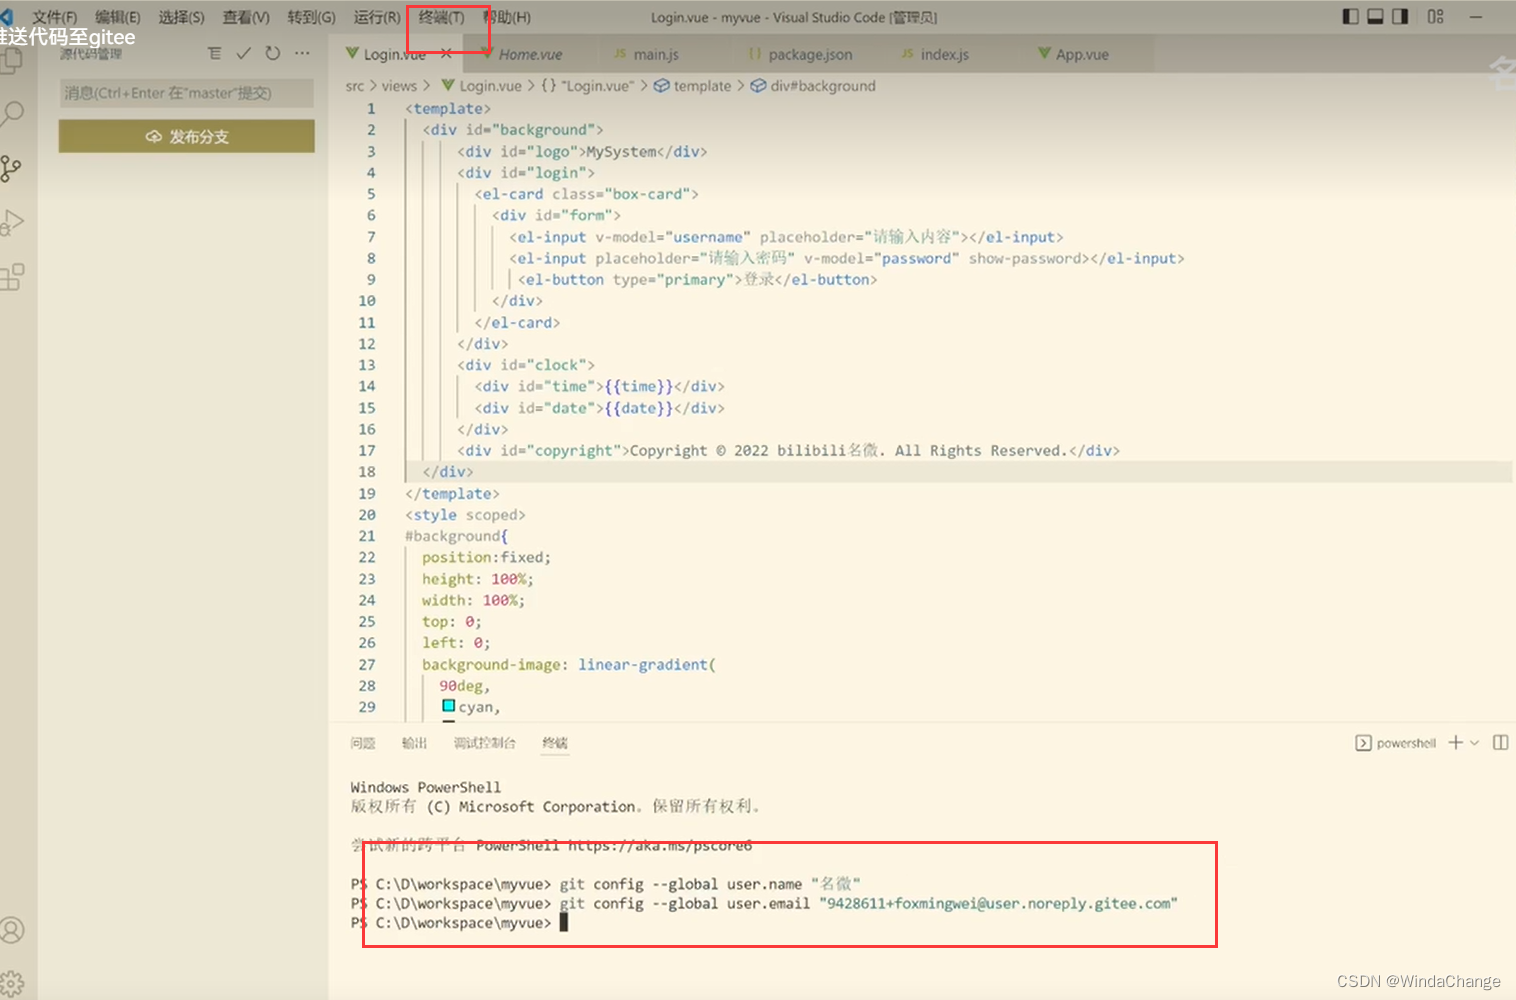 文件(F) 编辑(E) 选择(S) 查看(V) 转到(G) 运行(R) 终端(T) 帮助(H) Login.vue - myvue - Visual Studio Code [管理员]
推送代码至gitee
源代码管理
Login.vue Home.vue JS main.js {} package.json JS index.js App.vue
名
src > views > Login.vue > {} "Login.vue" > template > div#background
消息(Ctrl+Enter 在"master"提交)
发布分支
1 <template>
2 <div id="background">
3 <div id="logo">MySystem</div>
4 <div id="login">
5 <el-card class="box-card">
6 <div id="form">
7 <el-input v-model="username" placeholder="请输入内容"></el-input>
8 <el-input placeholder="请输入密码" v-model="password" show-password></el-input>
9 <el-button type="primary">登录</el-button>
10 </div>
11 </el-card>
12 </div>
13 <div id="clock">
14 <div id="time">{{time}}</div>
15 <div id="date">{{date}}</div>
16 </div>
17 <div id="copyright">Copyright © 2022 bilibili名微. All Rights Reserved.</div>
18 </div>
19 </template>
20 <style scoped>
21 #background{
22 position:fixed;
23 height: 100%;
24 width: 100%;
25 top: 0;
26 left: 0;
27 background-image: linear-gradient(
28 90deg,
29 cyan,
问题 输出 调试控制台 终端 powershell
Windows PowerShell
版权所有 (C) Microsoft Corporation。保留所有权利。
尝试新的跨平台 PowerShell https://aka.ms/pscore6
PS C:\D\workspace\myvue> git config --global user.name "名微"
PS C:\D\workspace\myvue> git config --global user.email "9428611+foxmingwei@user.noreply.gitee.com"
PS C:\D\workspace\myvue>
CSDN @WindaChange